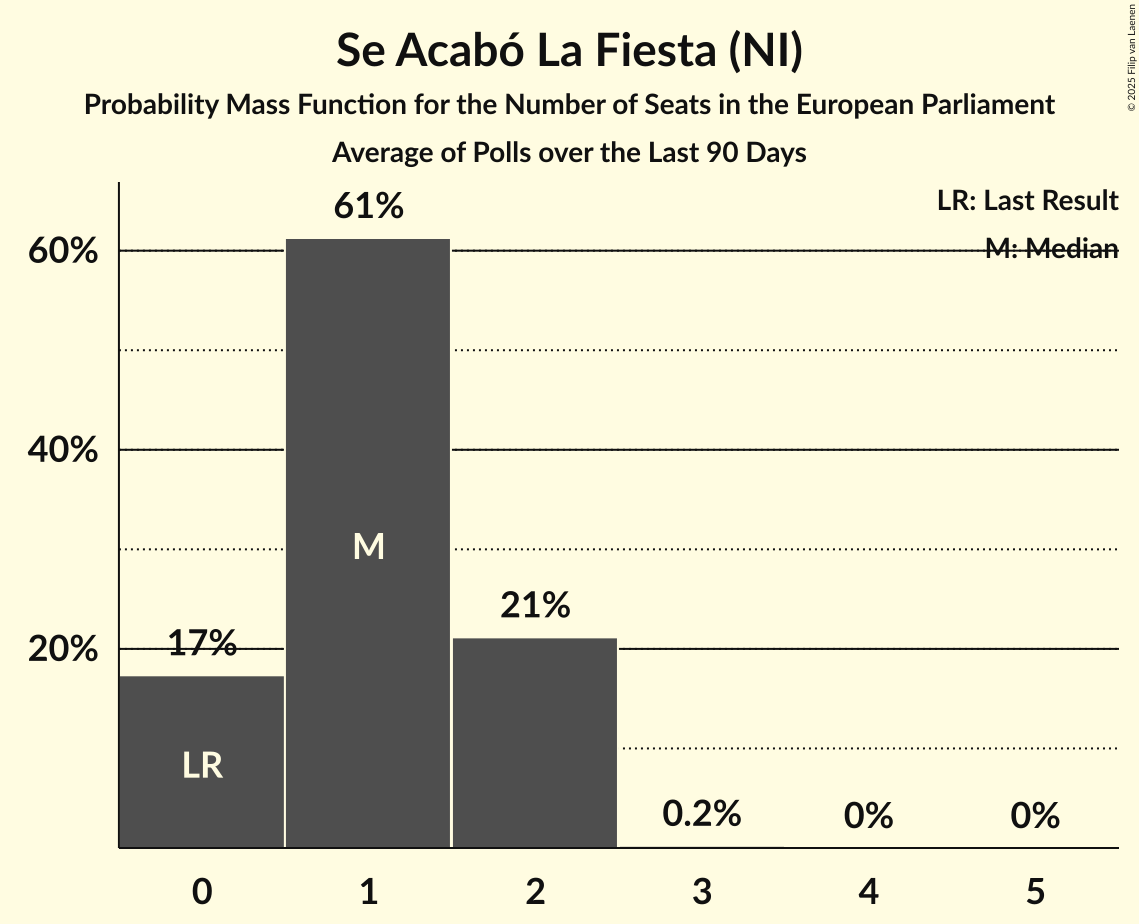 Se Acabó La Fiesta (NI)
Probability Mass Function for the Number of Seats in the European Parliament
Average of Polls over the Last 90 Days
© 2025 Filip van Laenen
LR: Last Result
M: Median
61%
60%
40%
M
21%
20%
17%
LR
0.2%
0%
0%
0 1 2 3 4 5